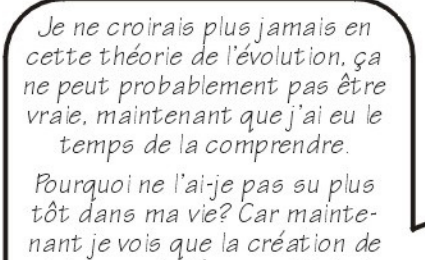 Je ne croirais plus jamais en
cette théorie de l'évolution, ça
ne peut probablement pas être
vraie, maintenant que j'ai eu le
temps de la comprendre.
Pourquoi ne l'ai-je pas su plus
tôt dans ma vie? Car mainte-
nant je vois que la création de